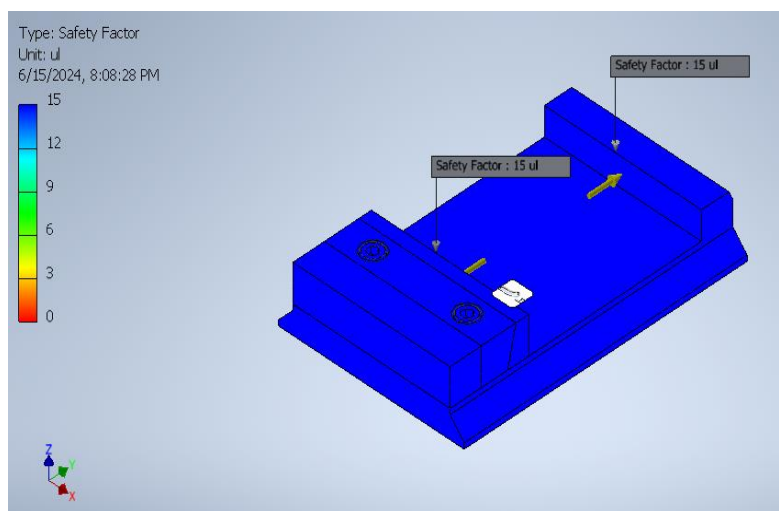 Type: Safety Factor
Unit: ul
6/15/2024, 8:08:28 PM
15
12
9
6
3
0
Safety Factor : 15 ul
Safety Factor : 15 ul
Z
Y
X